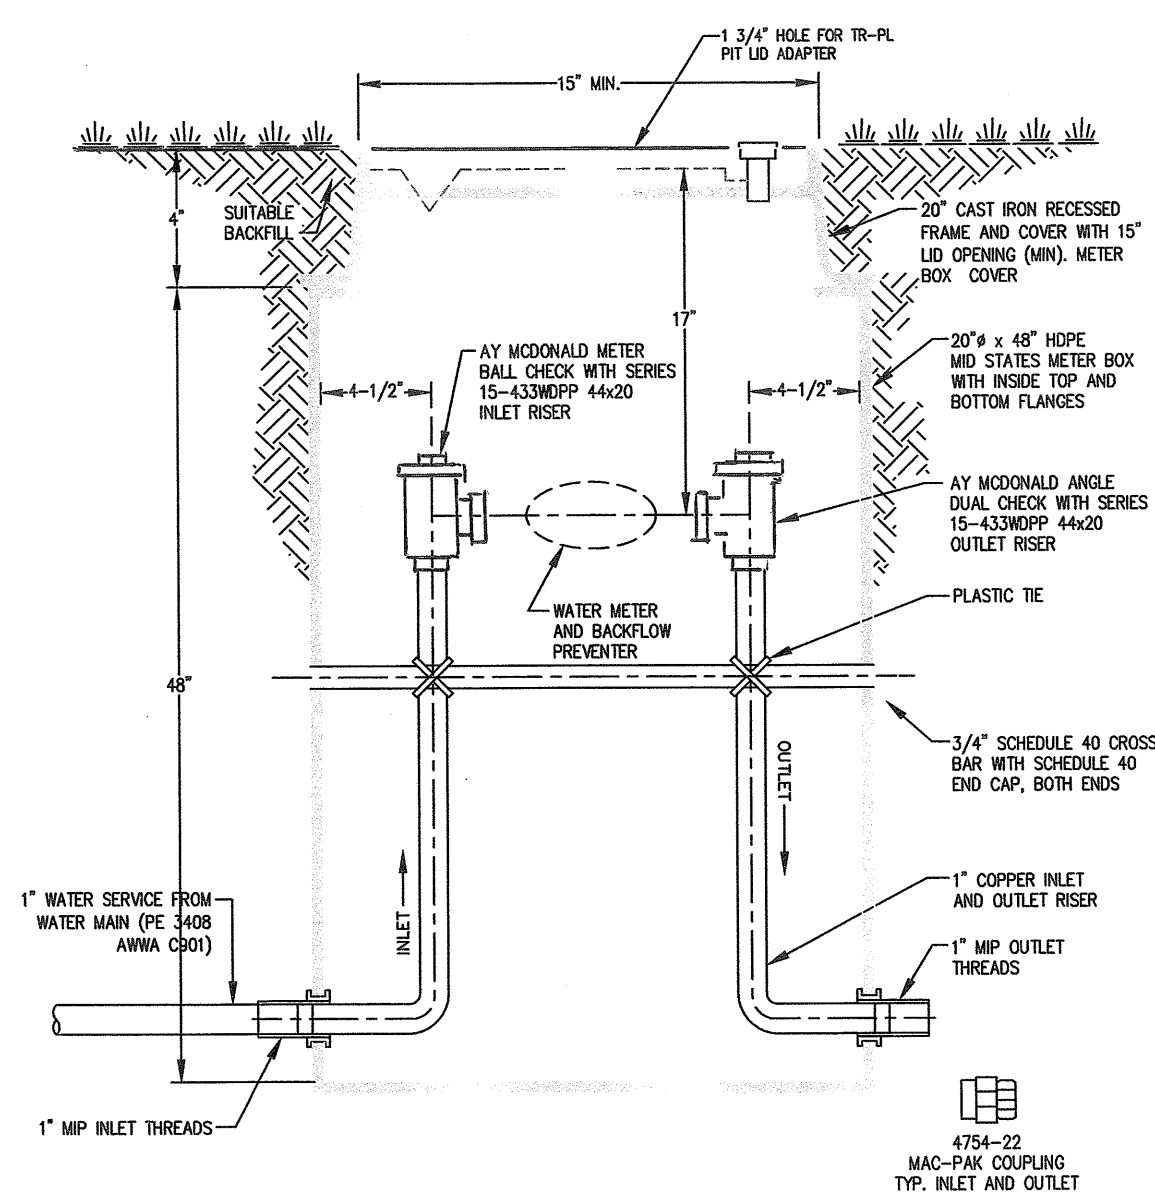 1 3/4" HOLE FOR TR-PL
PIT LID ADAPTER
15" MIN.
4"
SUITABLE
BACKFILL
20" CAST IRON RECESSED
FRAME AND COVER WITH 15"
LID OPENING (MIN). METER
BOX COVER
17"
AY MCDONALD METER
BALL CHECK WITH SERIES
15-433WDPP 44x20
INLET RISER
20"ø x 48" HDPE
MID STATES METER BOX
WITH INSIDE TOP AND
BOTTOM FLANGES
4-1/2"
4-1/2"
AY MCDONALD ANGLE
DUAL CHECK WITH SERIES
15-433WDPP 44x20
OUTLET RISER
PLASTIC TIE
WATER METER
AND BACKFLOW
PREVENTER
48"
3/4" SCHEDULE 40 CROSS
BAR WITH SCHEDULE 40
END CAP, BOTH ENDS
OUTLET
INLET
1" WATER SERVICE FROM
WATER MAIN (PE 3408
AWWA C901)
1" COPPER INLET
AND OUTLET RISER
1" MIP OUTLET
THREADS
1" MIP INLET THREADS
4754-22
MAC-PAK COUPLING
TYP. INLET AND OUTLET